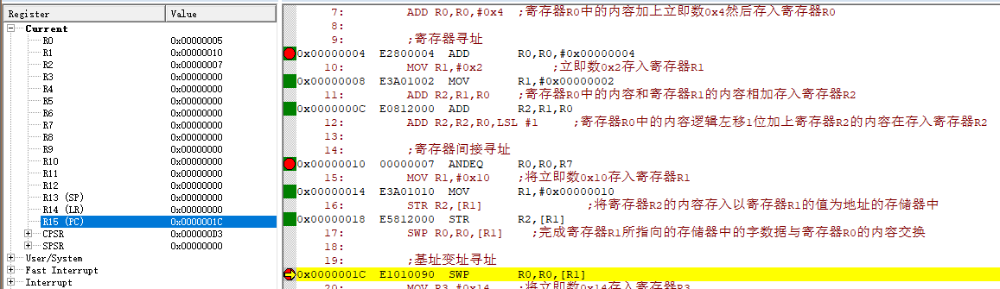 Register Value
Current
R0 0x00000005
R1 0x00000010
R2 0x00000007
R3 0x00000000
R4 0x00000000
R5 0x00000000
R6 0x00000000
R7 0x00000000
R8 0x00000000
R9 0x00000000
R10 0x00000000
R11 0x00000000
R12 0x00000000
R13 (SP) 0x00000000
R14 (LR) 0x00000000
R15 (PC) 0x0000001C
CPSR 0x000000D3
SPSR 0x00000000
User/System
Fast Interrupt
Interrupt
7: ADD R0,R0,#0x4 ;寄存器R0中的内容加上立即数0x4然后存入寄存器R0
8:
9: ;寄存器寻址
0x00000004 E2800004 ADD R0,R0,#0x00000004
10: MOV R1,#0x2 ;立即数0x2存入寄存器R1
0x00000008 E3A01002 MOV R1,#0x00000002
11: ADD R2,R1,R0 ;寄存器R0中的内容和寄存器R1的内容相加存入寄存器R2
0x0000000C E0812000 ADD R2,R1,R0
12: ADD R2,R2,R0,LSL #1 ;寄存器R0中的内容逻辑左移1位加上寄存器R2的内容在存入寄存器R2
13:
14: ;寄存器间接寻址
0x00000010 00000007 ANDEQ R0,R0,R7
15: MOV R1,#0x10 ;将立即数0x10存入寄存器R1
0x00000014 E3A01010 MOV R1,#0x00000010
16: STR R2,[R1] ;将寄存器R2的内容存入以寄存器R1的值为地址的存储器中
0x00000018 E5812000 STR R2,[R1]
17: SWP R0,R0,[R1] ;完成寄存器R1所指向的存储器中的字数据与寄存器R0的内容交换
18:
19: ;基址变址寻址
0x0000001C E1010090 SWP R0,R0,[R1]
20: MOV R3,#0x14 ;将立即数0x14存入寄存器R3